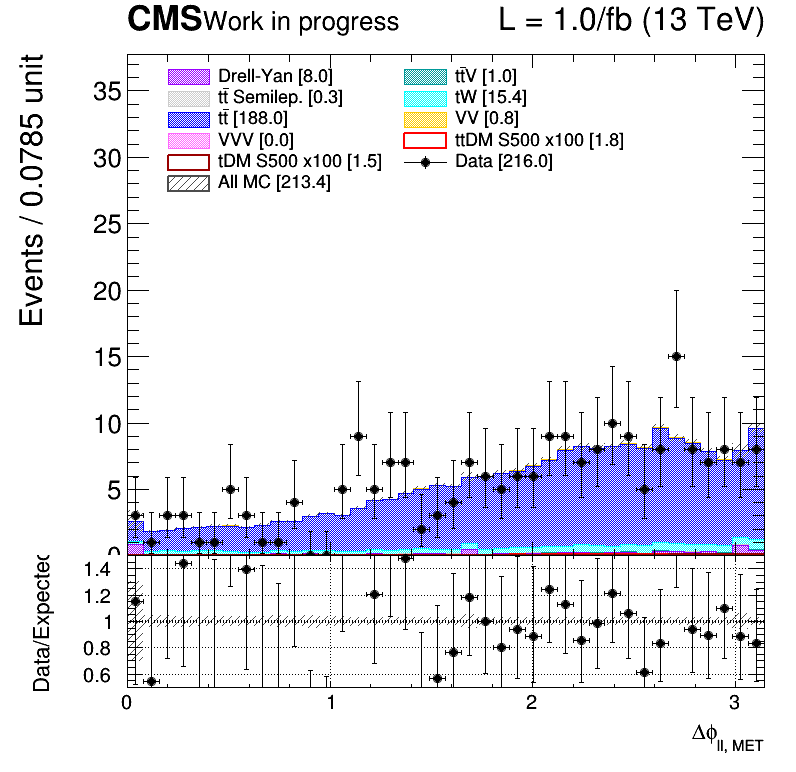 CMS Work in progress L = 1.0/fb (13 TeV)
Events / 0.0785 unit
Drell-Yan [8.0] tt̄V [1.0]
tt̄ Semilep. [0.3] tW [15.4]
tt̄ [188.0] VV [0.8]
VVV [0.0] ttDM S500 x100 [1.8]
tDM S500 x100 [1.5] Data [216.0]
All MC [213.4]
35
30
25
20
15
10
5
0
Data/Expected
1.4
1.2
1
0.8
0.6
0 1 2 3
Δϕ ll, MET